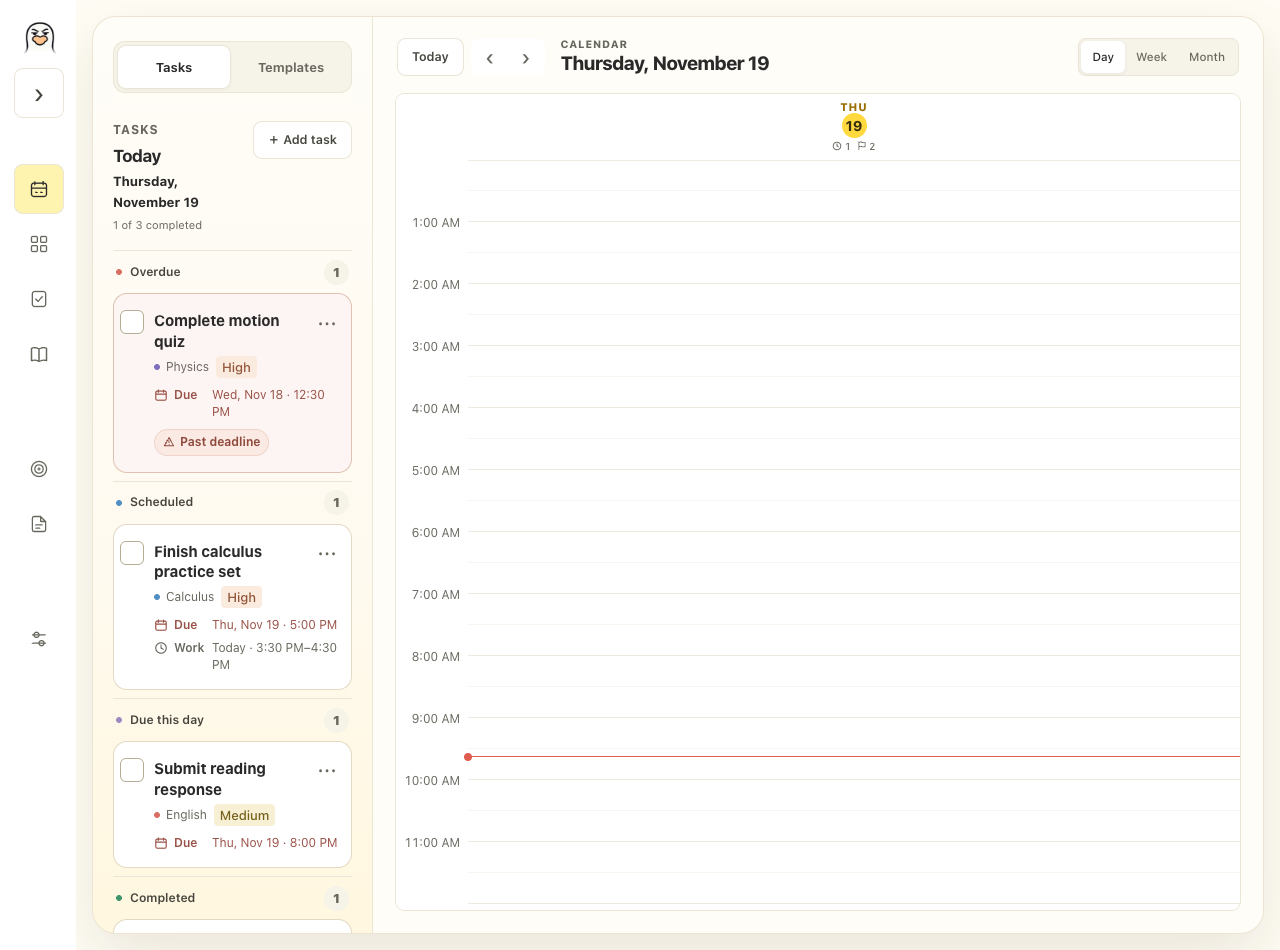 Tasks
Templates
TASKS
+ Add task
Today
Thursday,
November 19
1 of 3 completed
Overdue
1
Complete motion
quiz
Physics
High
Due
Wed, Nov 18 · 12:30
PM
Past deadline
Scheduled
1
Finish calculus
practice set
Calculus
High
Due
Thu, Nov 19 · 5:00 PM
Work
Today · 3:30 PM–4:30
PM
Due this day
1
Submit reading
response
English
Medium
Due
Thu, Nov 19 · 8:00 PM
Completed
1
Today
CALENDAR
Thursday, November 19
Day
Week
Month
THU
19
1
2
1:00 AM
2:00 AM
3:00 AM
4:00 AM
5:00 AM
6:00 AM
7:00 AM
8:00 AM
9:00 AM
10:00 AM
11:00 AM